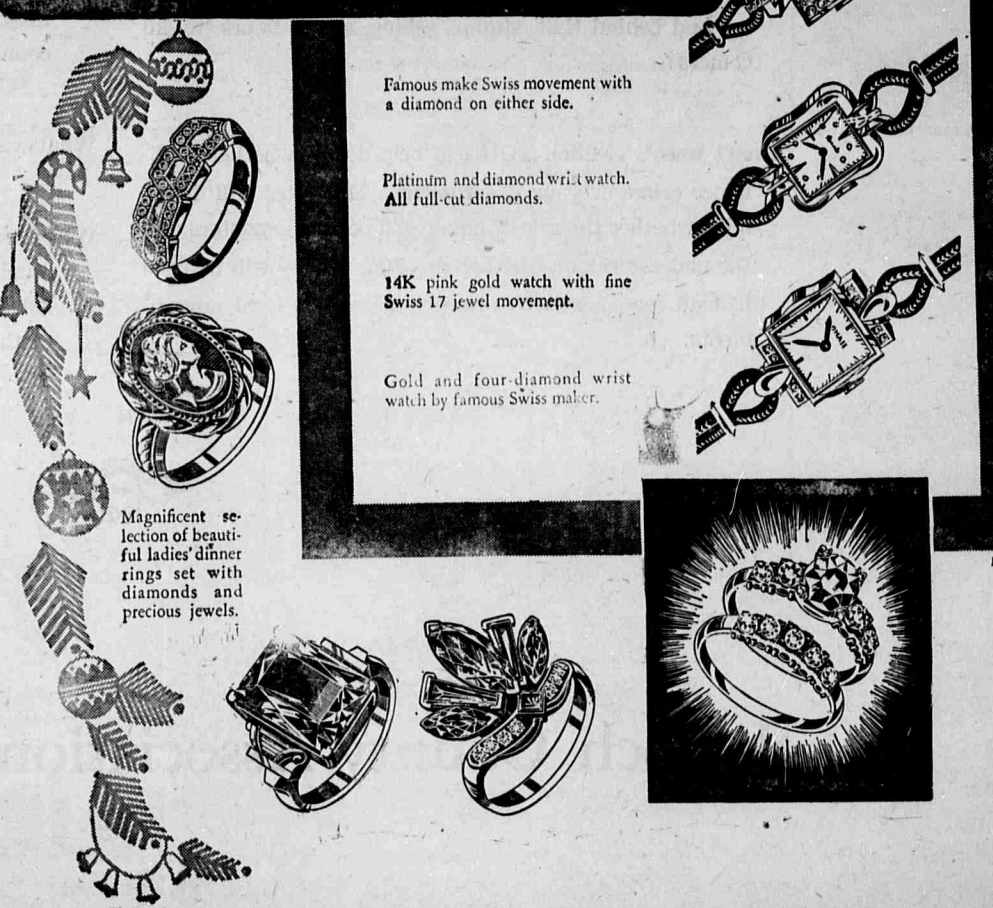 Famous make Swiss movement with
a diamond on either side.
Platinum and diamond wrist watch.
All full-cut diamonds.
14K pink gold watch with fine
Swiss 17 jewel movement.
Gold and four-diamond wrist
watch by famous Swiss maker.
Magnificent se-
lection of beauti-
ful ladies' dinner
rings set with
diamonds and
precious jewels.